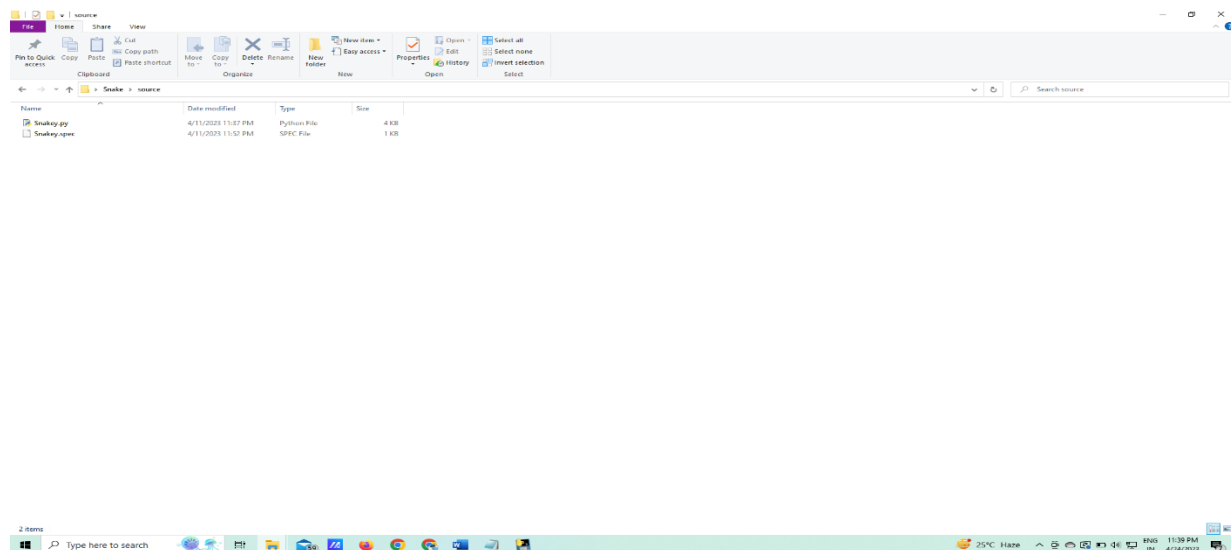 source
File Home Share View
Pin to Quick access
Copy
Paste
Cut
Copy path
Paste shortcut
Move to
Copy to
Delete
Rename
New folder
New item
Easy access
Properties
Open
Edit
History
Select all
Select none
Invert selection
Clipboard Organize New Open Select
Snake > source
Search source
Name Date modified Type Size
Snakey.py 4/11/2023 11:37 PM Python File 4 KB
Snakey.spec 4/11/2023 11:52 PM SPEC File 1 KB
2 items
Type here to search
59
25°C Haze
ENG
IN
11:39 PM
4/24/2023